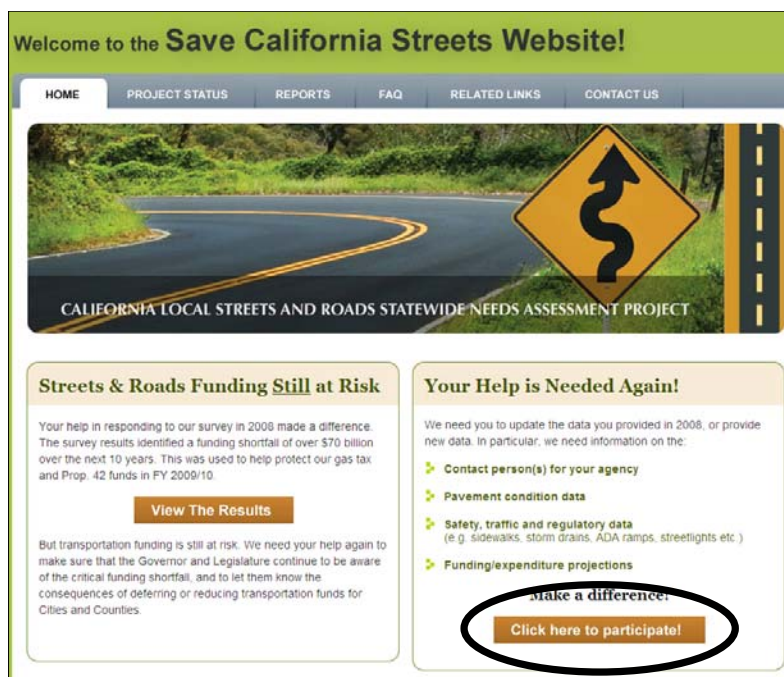 Welcome to the Save California Streets Website!
HOME PROJECT STATUS REPORTS FAQ RELATED LINKS CONTACT US
CALIFORNIA LOCAL STREETS AND ROADS STATEWIDE NEEDS ASSESSMENT PROJECT
Streets & Roads Funding Still at Risk
Your help in responding to our survey in 2008 made a difference.
The survey results identified a funding shortfall of over $70 billion
over the next 10 years. This was used to help protect our gas tax
and Prop. 42 funds in FY 2009/10.
View The Results
But transportation funding is still at risk. We need your help again to
make sure that the Governor and Legislature continue to be aware
of the critical funding shortfall, and to let them know the
consequences of deferring or reducing transportation funds for
Cities and Counties.
Your Help is Needed Again!
We need you to update the data you provided in 2008, or provide
new data. In particular, we need information on the:
Contact person(s) for your agency
Pavement condition data
Safety, traffic and regulatory data
(e.g. sidewalks, storm drains, ADA ramps, streetlights etc.)
Funding/expenditure projections
Make a difference!
Click here to participate!